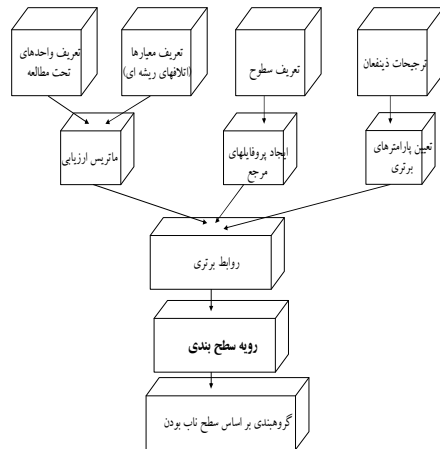 تعریف واحدهای
تحت مطالعه
تعریف معیارها
(اتلافهای ریشه ای)
تعریف سطوح
ترجیحات ذینفعان
ماتریس ارزیابی
ایجاد پروفایلهای
مرجع
تعیین پارامترهای
برتری
روابط برتری
رویه سطح بندی
گروهبندی بر اساس سطح ناب بودن